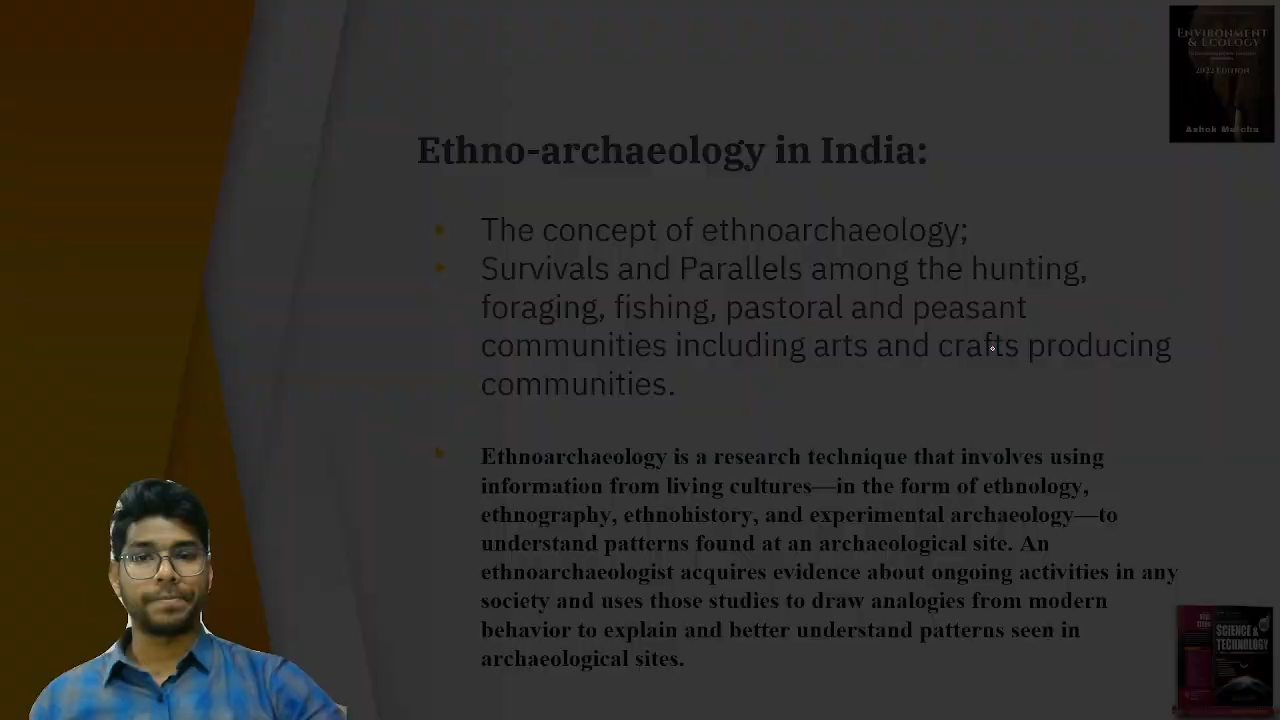 ENVIRONMENT
& ECOLOGY
2022 EDITION
Ethno-archaeology in India:
The concept of ethnoarchaeology;
Survivals and Parallels among the hunting,
foraging, fishing, pastoral and peasant
communities including arts and crafts producing
communities.
Ethnoarchaeology is a research technique that involves using
information from living cultures—in the form of ethnology,
ethnography, ethnohistory, and experimental archaeology—to
understand patterns found at an archaeological site. An
ethnoarchaeologist acquires evidence about ongoing activities in any
society and uses those studies to draw analogies from modern
behavior to explain and better understand patterns seen in
archaeological sites.
SCIENCE &
TECHNOLOGY